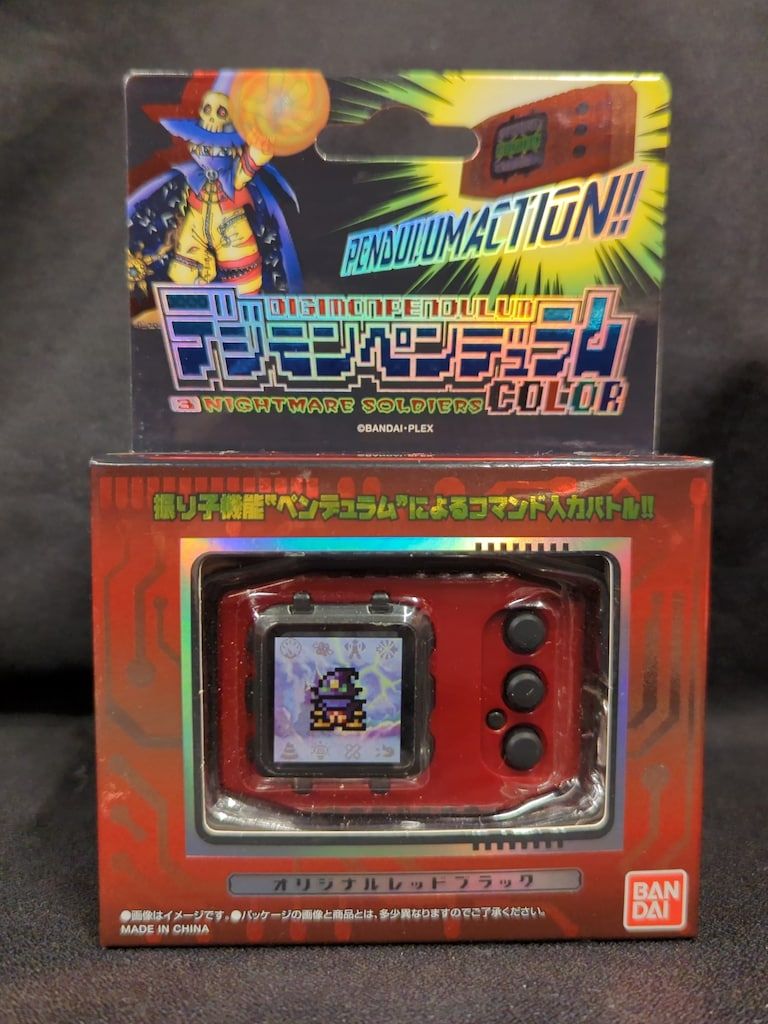 PENDULUMACTION!!
DIGIMONPENDULUM
デジモンペンデュラム
COLOR
3 NIGHTMARE SOLDIERS
©BANDAI・PLEX
振り子機能"ペンデュラム"によるコマンド入力バトル!!
オリジナルレッドブラック
●画像はイメージです。●パッケージの画像と商品とは、多少異なりますのでご了承ください。
MADE IN CHINA
BAN
DAI